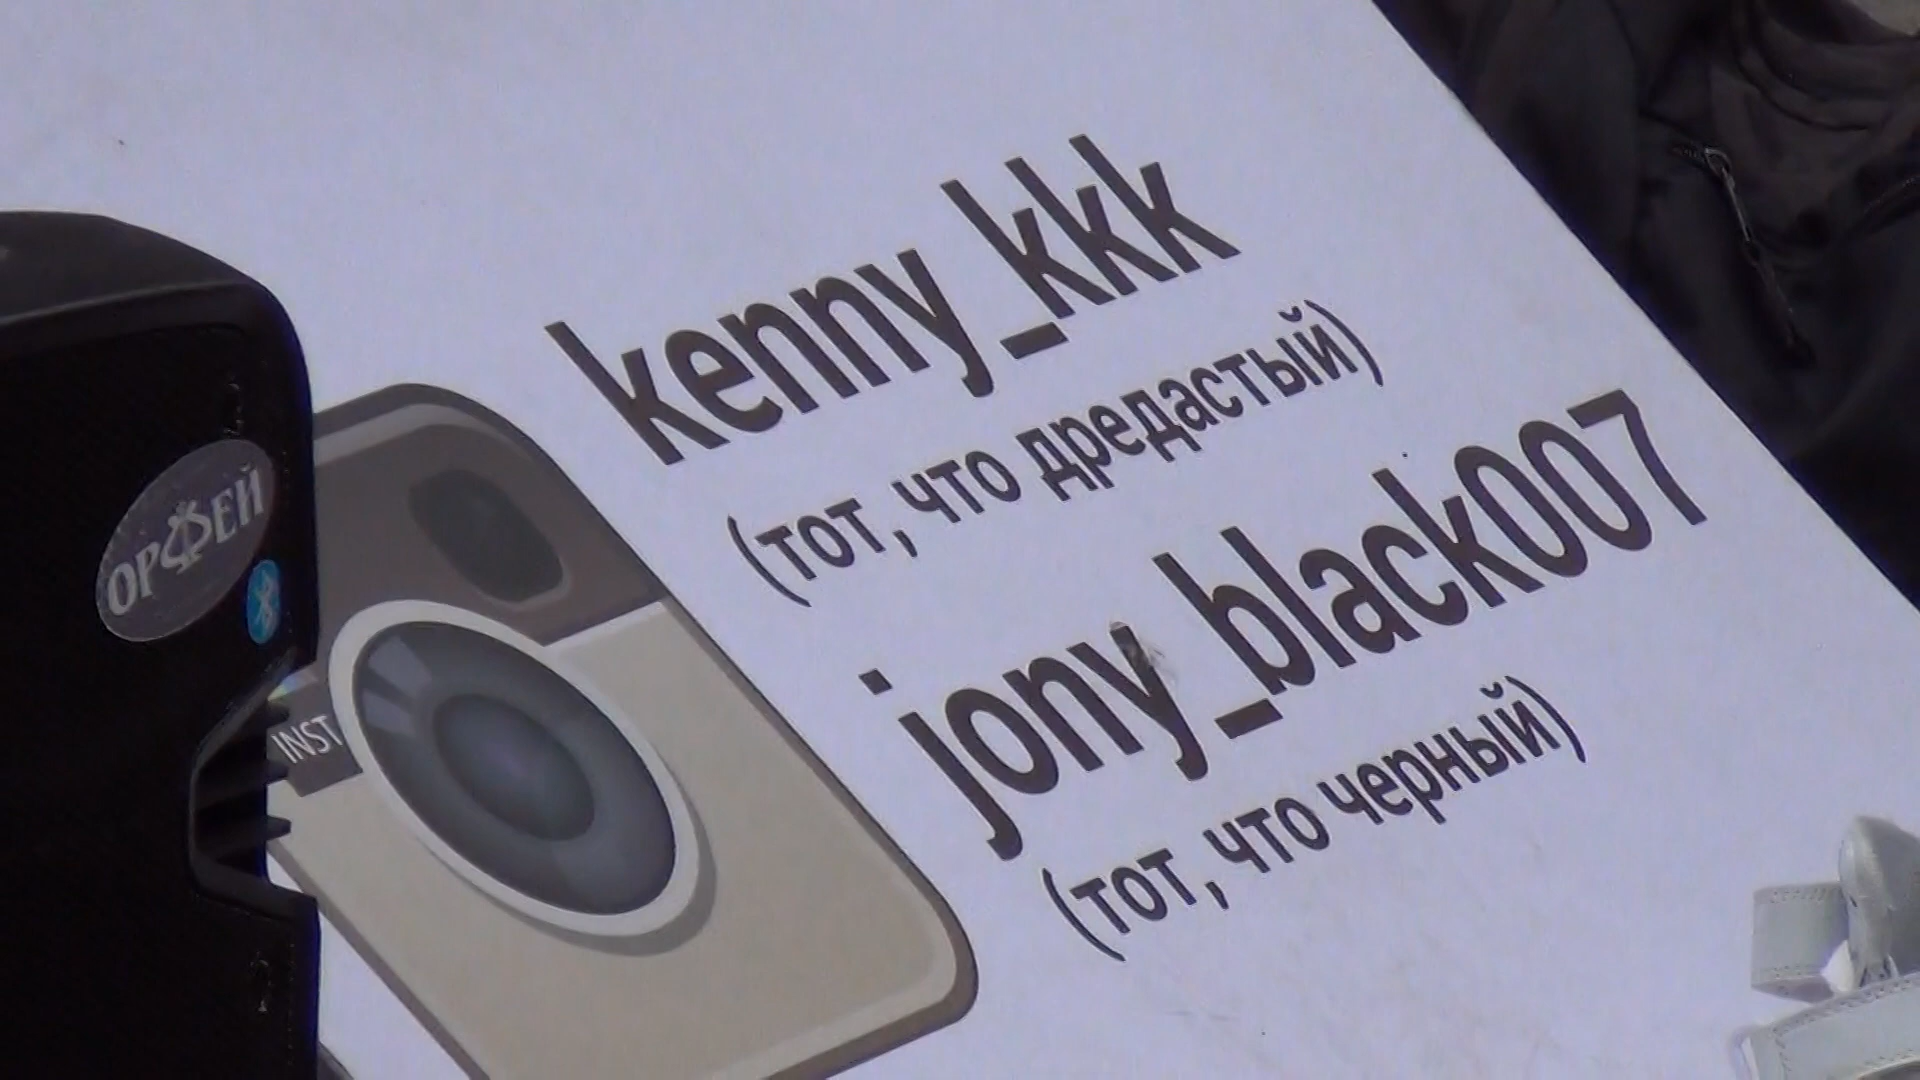 kenny_kkk
(тот, что дредастый)
jony_black007
(тот, что черный)
ОРФЕЙ
INST